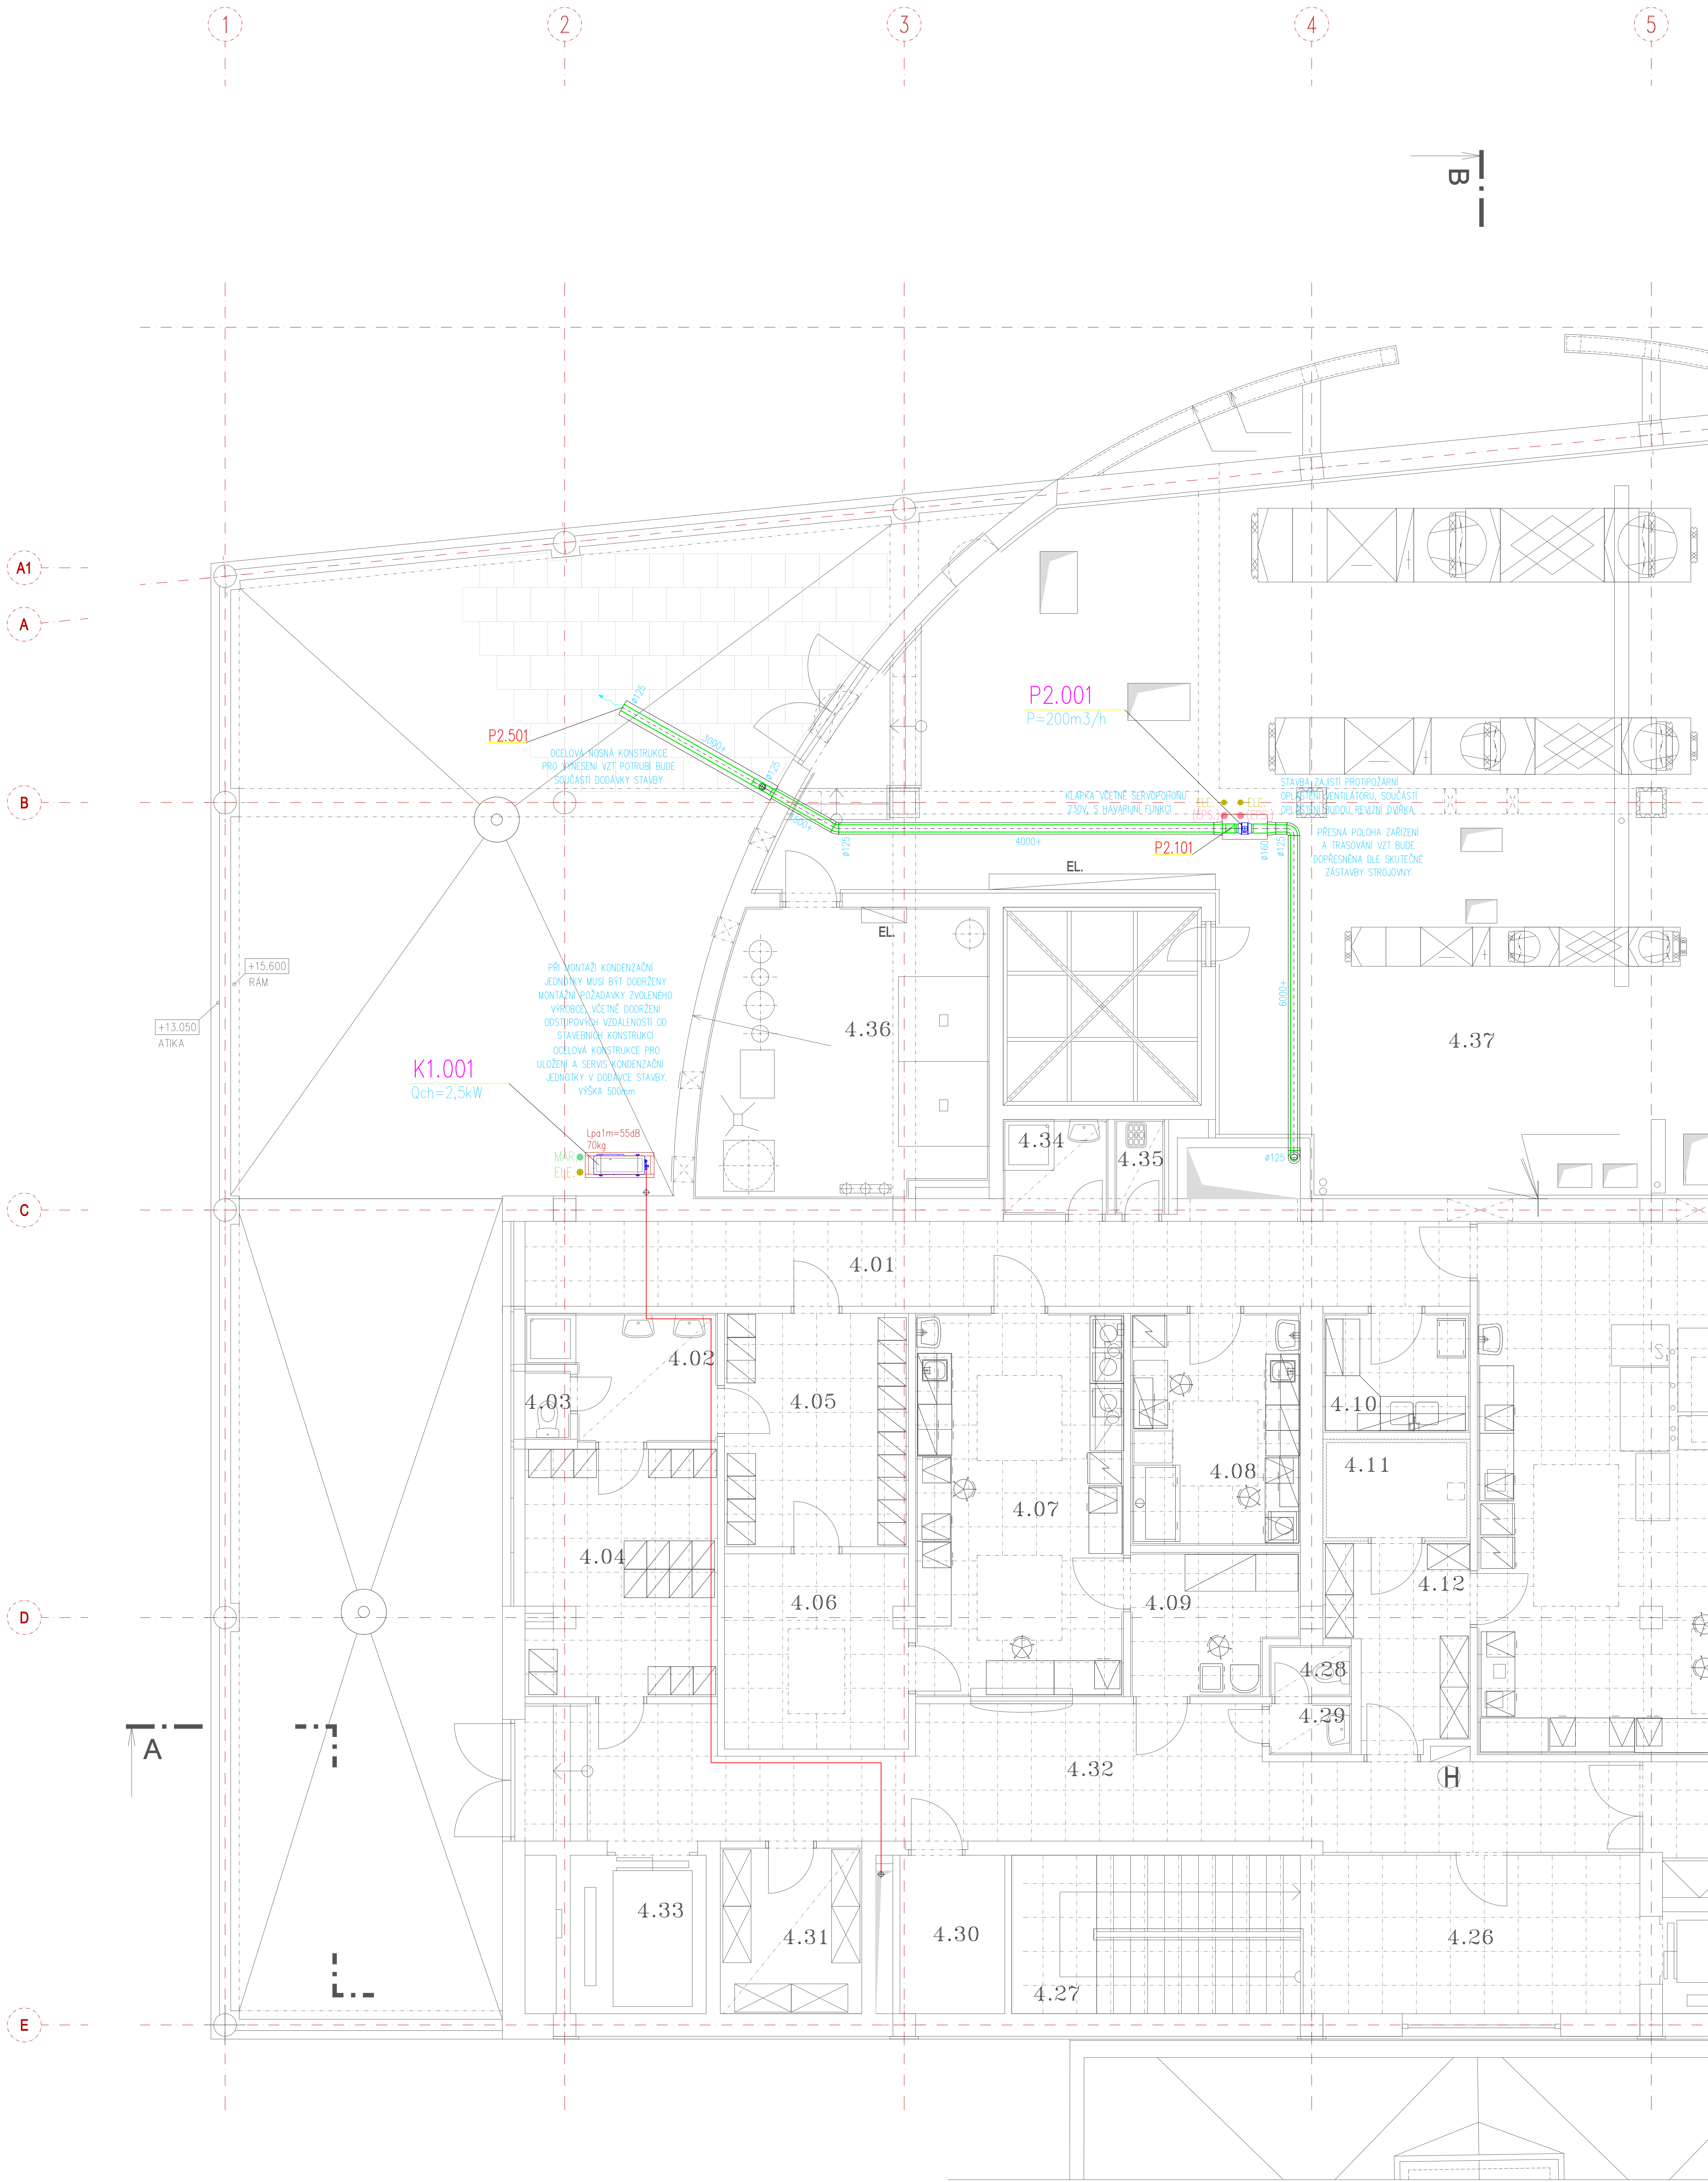 1
2
3
4
5
B
A1
A
P2.001
P=200m3/h
P2.501
ø125
3000+
ø125
1500+
OCELOVÁ NOSNÁ KONSTRUKCE
PRO VYNESENÍ VZT POTRUBÍ BUDE
SOUČÁSTÍ DODÁVKY STAVBY
B
KLAPKA VČETNĚ SERVOPOHONU
230V, S HAVARIJNÍ FUNKCÍ
ELE.
ELE.
(EPS.)
(EPS.)
STAVBA ZAJISTÍ PROTIPOŽÁRNÍ
OPLÁŠTĚNÍ VENTILÁTORU, SOUČÁSTÍ
OPLÁŠTĚNÍ BUDOU REVIZNÍ DVÍŘKA
PŘESNÁ POLOHA ZAŘÍZENÍ
A TRASOVÁNÍ VZT BUDE
DOPŘESNĚNA DLE SKUTEČNÉ
ZÁSTAVBY STROJOVNY
ø125
4000+
P2.101
ø160
ø125
EL.
EL.
+15.600
RÁM
+13.050
ATIKA
PŘI MONTÁŽI KONDENZAČNÍ
JEDNOTKY MUSÍ BÝT DODRŽENY
MONTÁŽNÍ POŽADAVKY ZVOLENÉHO
VÝROBCE, VČETNĚ DODRŽENÍ
ODSTUPOVÝCH VZDÁLENOSTÍ OD
STAVEBNÍCH KONSTRUKCÍ
OCELOVÁ KONSTRUKCE PRO
ULOŽENÍ A SERVIS KONDENZAČNÍ
JEDNOTKY V DODÁVCE STAVBY.
VÝŠKA 500mm
6000+
4.36
4.37
K1.001
Qch=2,5kW
Lpa1m=55dB
70kg
MAR
ELE.
4.34
4.35
ø125
C
4.01
4.02
4.03
4.05
4.10
4.11
4.08
4.07
4.04
4.12
4.06
4.09
D
4.28
4.29
A
4.32
H
4.33
4.31
4.30
4.26
4.27
E